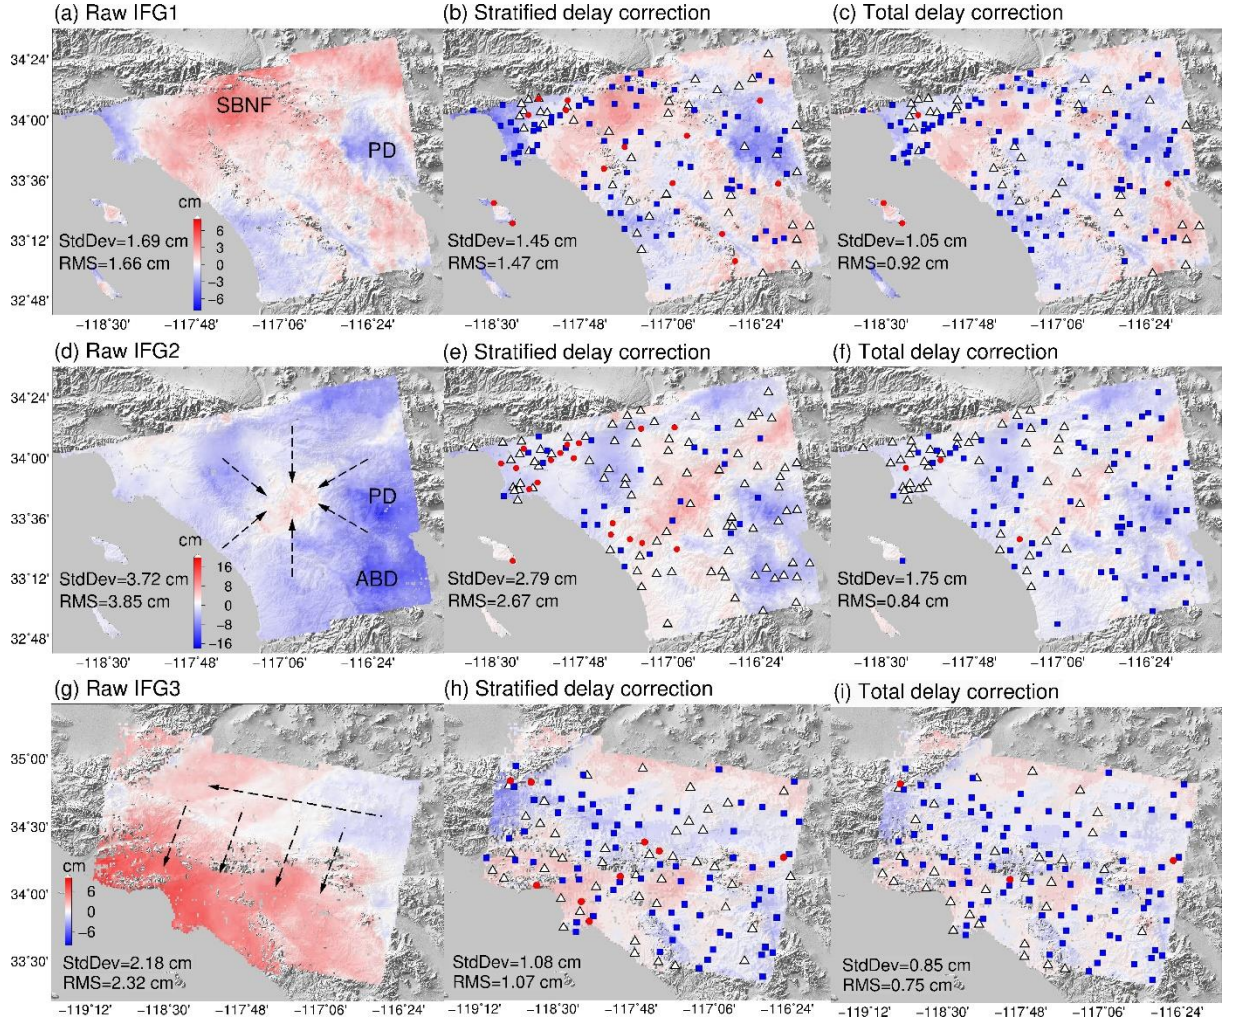 (a) Raw IFG1
(b) Stratified delay correction
(c) Total delay correction
34°24'
34°00'
33°36'
33°12'
32°48'
SBNF
PD
cm
6
3
0
−3
−6
StdDev=1.69 cm
RMS=1.66 cm
StdDev=1.45 cm
RMS=1.47 cm
StdDev=1.05 cm
RMS=0.92 cm
−118°30' −117°48' −117°06' −116°24'
−118°30' −117°48' −117°06' −116°24'
−118°30' −117°48' −117°06' −116°24'
(d) Raw IFG2
(e) Stratified delay correction
(f) Total delay correction
34°24'
34°00'
33°36'
33°12'
32°48'
PD
ABD
cm
16
8
0
−8
−16
StdDev=3.72 cm
RMS=3.85 cm
StdDev=2.79 cm
RMS=2.67 cm
StdDev=1.75 cm
RMS=0.84 cm
−118°30' −117°48' −117°06' −116°24'
−118°30' −117°48' −117°06' −116°24'
−118°30' −117°48' −117°06' −116°24'
(g) Raw IFG3
(h) Stratified delay correction
(i) Total delay correction
35°00'
34°30'
34°00'
33°30'
cm
6
0
−6
StdDev=2.18 cm
RMS=2.32 cm
StdDev=1.08 cm
RMS=1.07 cm
StdDev=0.85 cm
RMS=0.75 cm
−119°12' −118°30' −117°48' −117°06' −116°24'
−119°12' −118°30' −117°48' −117°06' −116°24'
−119°12' −118°30' −117°48' −117°06' −116°24'